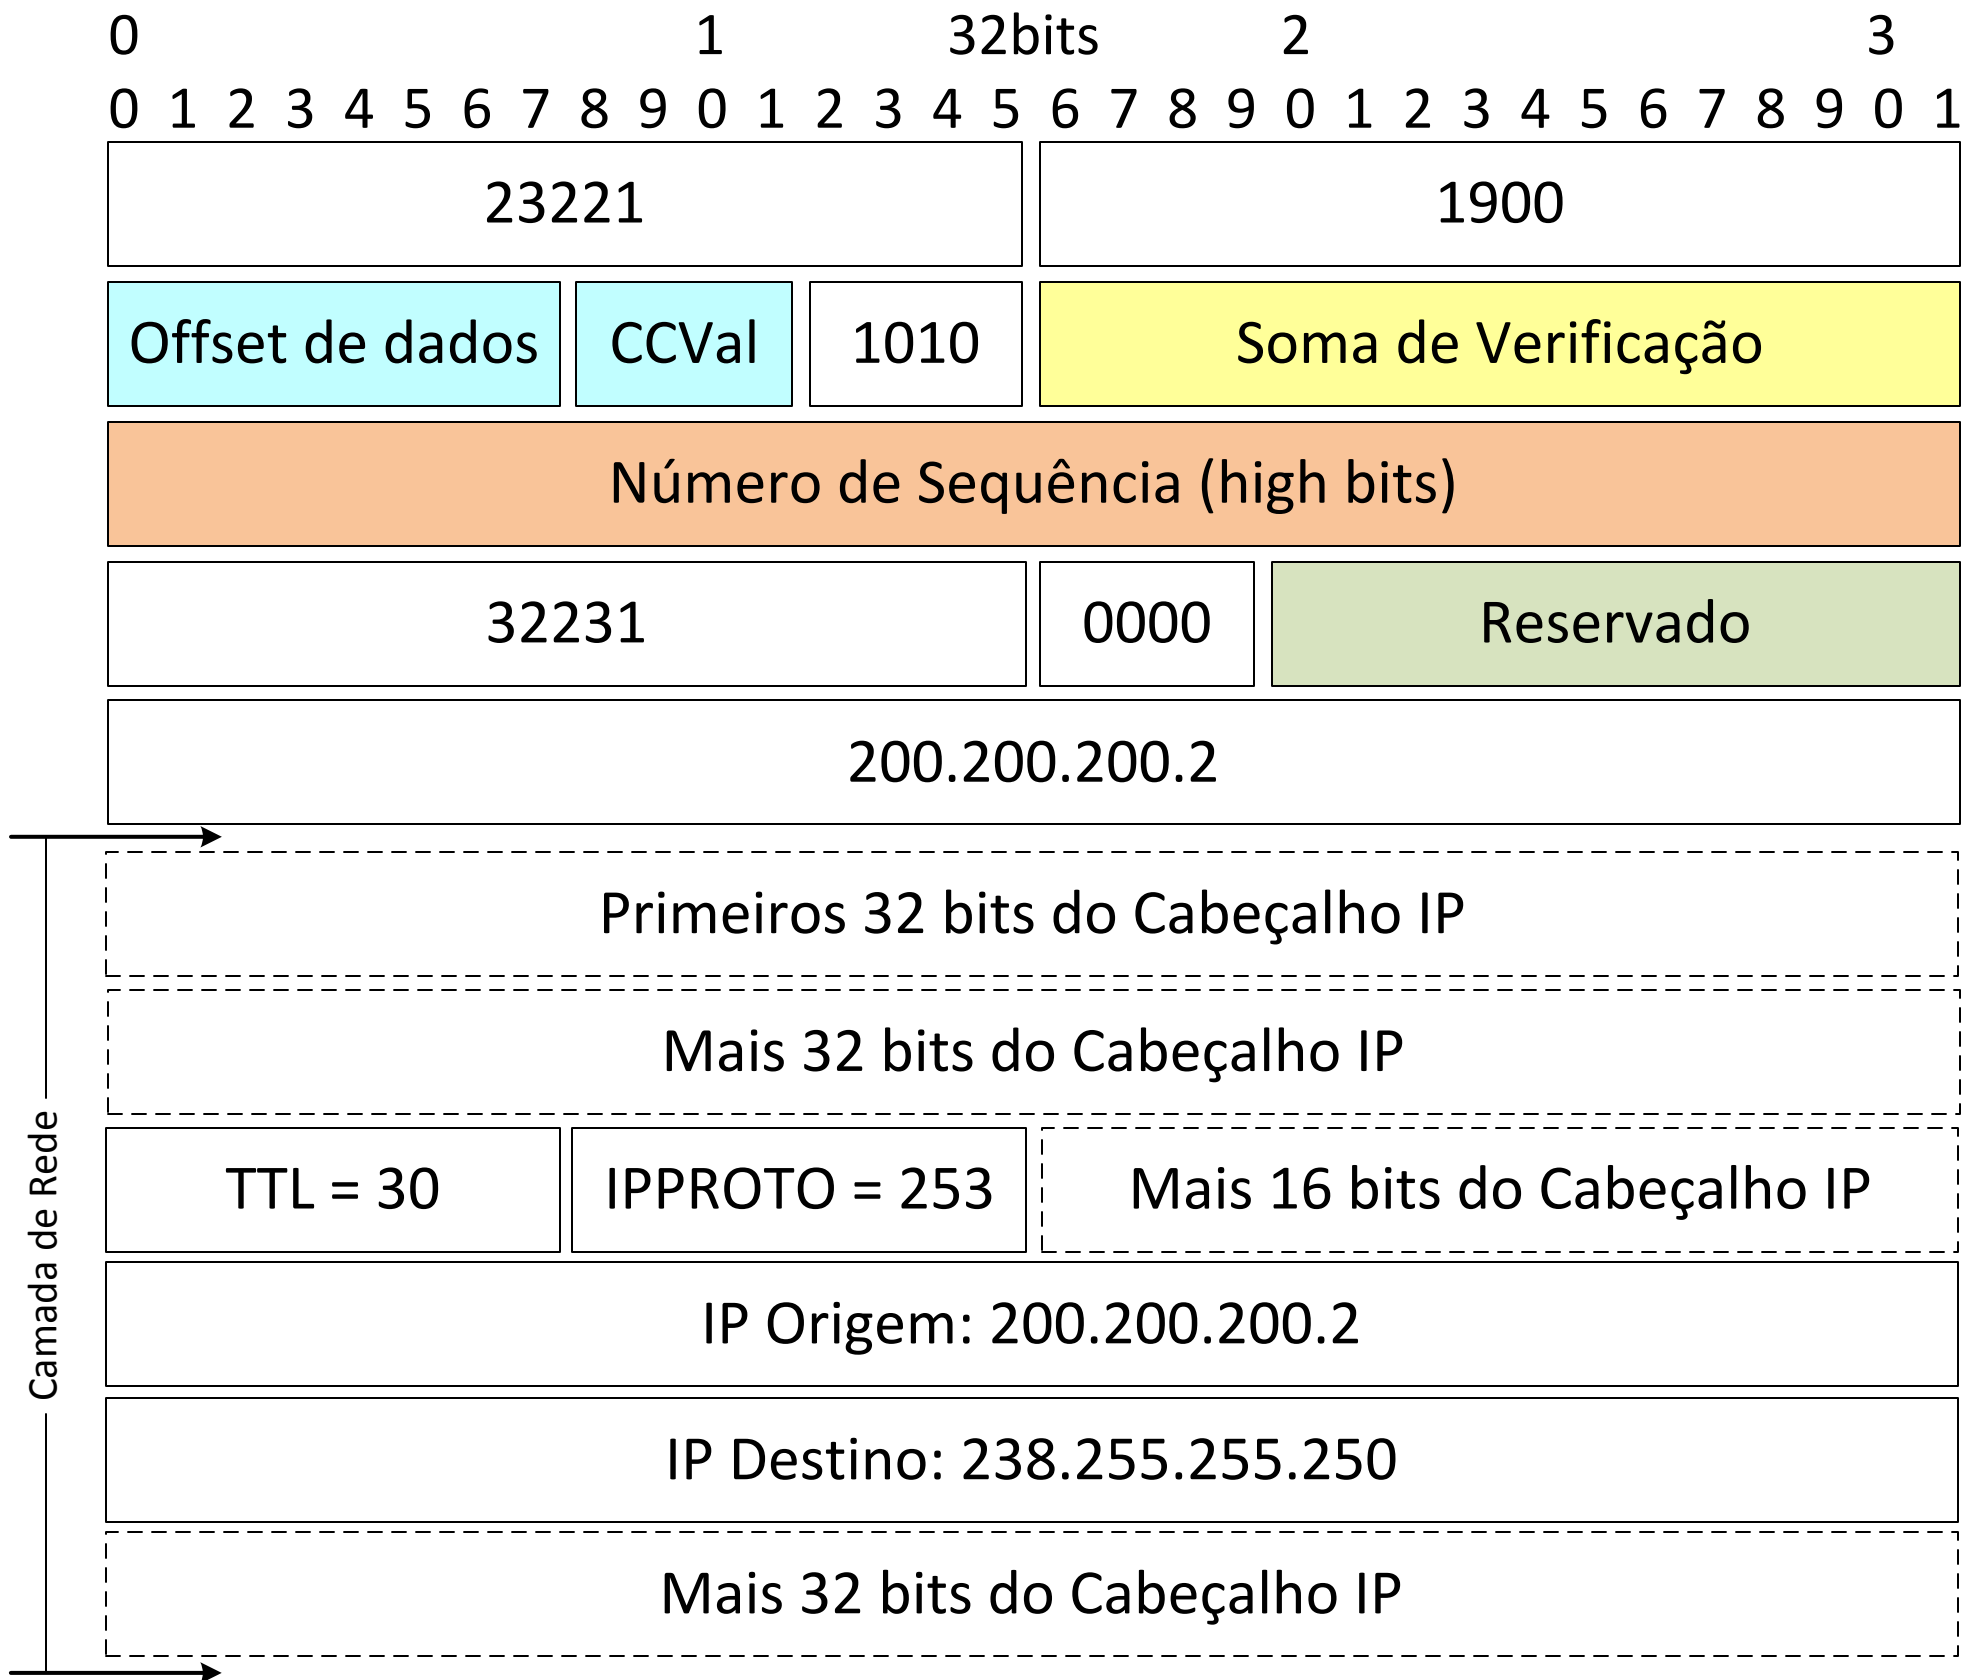 0 1 32bits 2 3
0 1 2 3 4 5 6 7 8 9 0 1 2 3 4 5 6 7 8 9 0 1 2 3 4 5 6 7 8 9 0 1
23221 1900
Offset de dados CCVal 1010 Soma de Verificação
Número de Sequência (high bits)
32231 0000 Reservado
200.200.200.2
Camada de Rede
Primeiros 32 bits do Cabeçalho IP
Mais 32 bits do Cabeçalho IP
TTL = 30 IPPROTO = 253 Mais 16 bits do Cabeçalho IP
IP Origem: 200.200.200.2
IP Destino: 238.255.255.250
Mais 32 bits do Cabeçalho IP